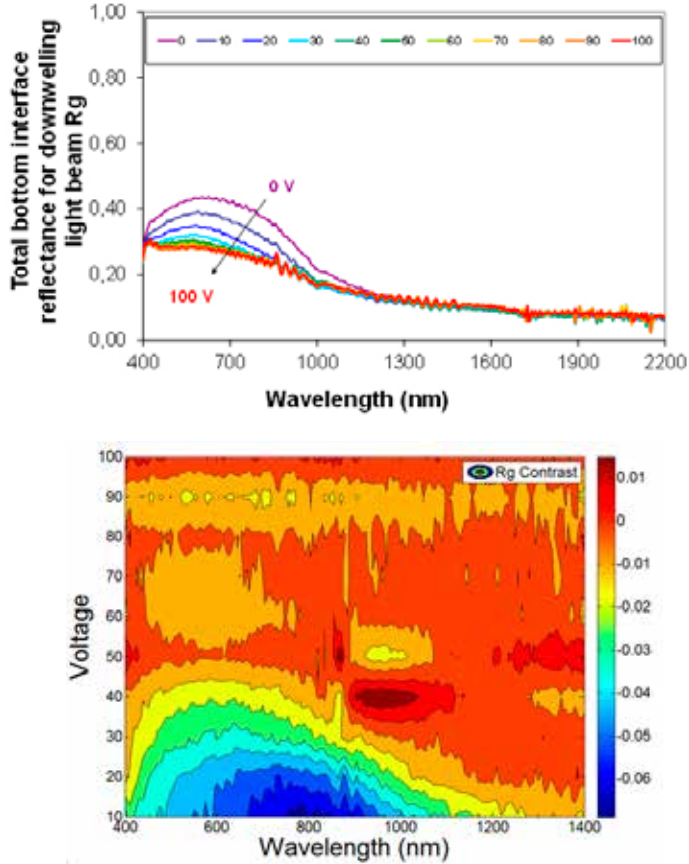 1,00
0 10 20 30 40 50 60 70 80 90 100
0,80
0,60
0,40
0,20
0,00
Total bottom interface
reflectance for downwelling
light beam Rg
0 V
100 V
400 700 1000 1300 1600 1900 2200
Wavelength (nm)
Rg Contrast
100
90
80
70
60
50
40
30
20
10
Voltage
400 600 800 1000 1200 1400
Wavelength (nm)
0.01
0
-0.01
-0.02
-0.03
-0.04
-0.05
-0.06